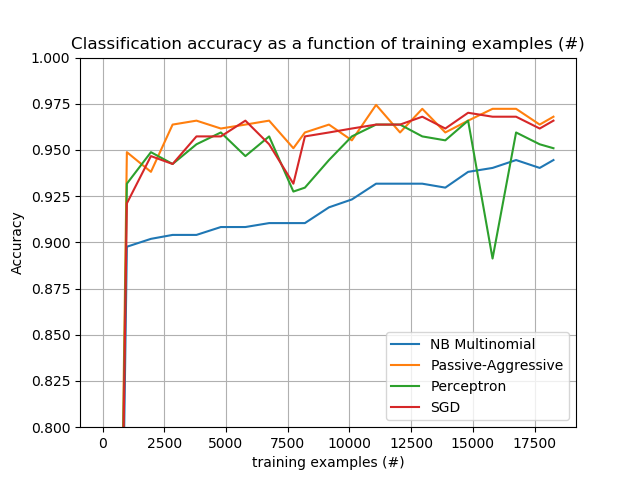 Classification accuracy as a function of training examples (#)
1.000
0.975
0.950
0.925
0.900
0.875
0.850
0.825
0.800
Accuracy
NB Multinomial
Passive-Aggressive
Perceptron
SGD
0 2500 5000 7500 10000 12500 15000 17500
training examples (#)